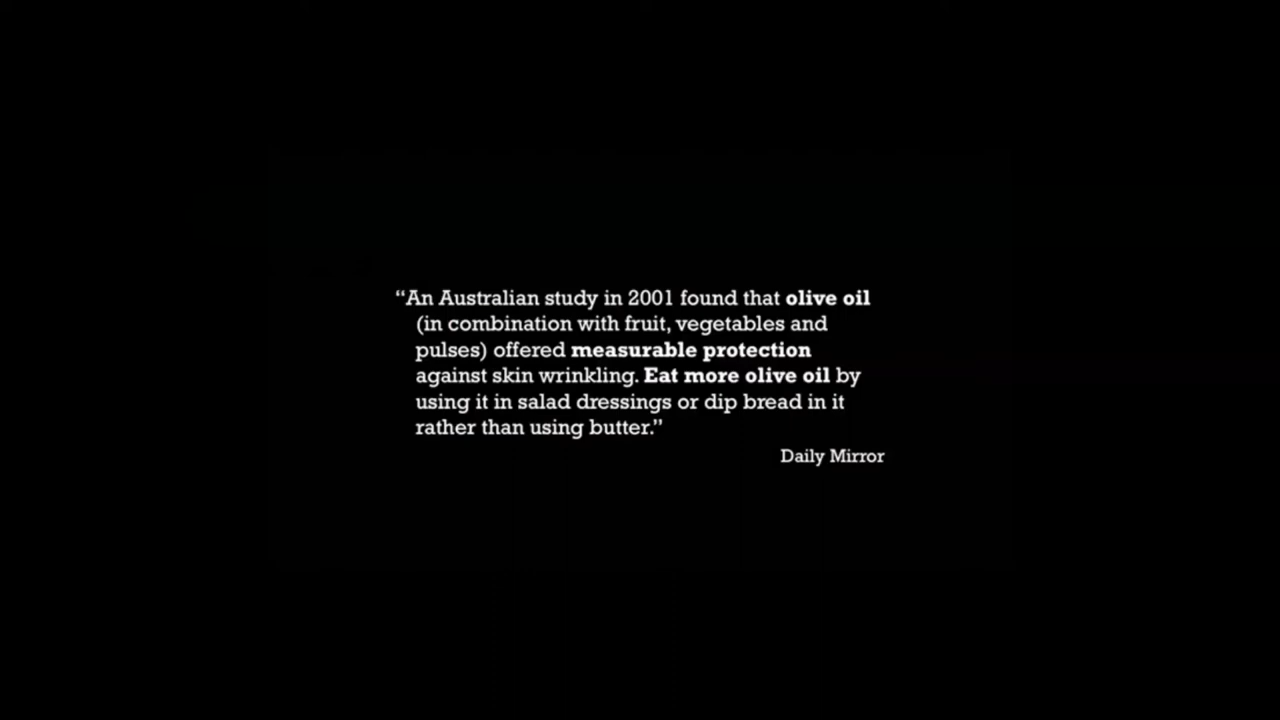 “An Australian study in 2001 found that olive oil
(in combination with fruit, vegetables and
pulses) offered measurable protection
against skin wrinkling. Eat more olive oil by
using it in salad dressings or dip bread in it
rather than using butter.”
Daily Mirror